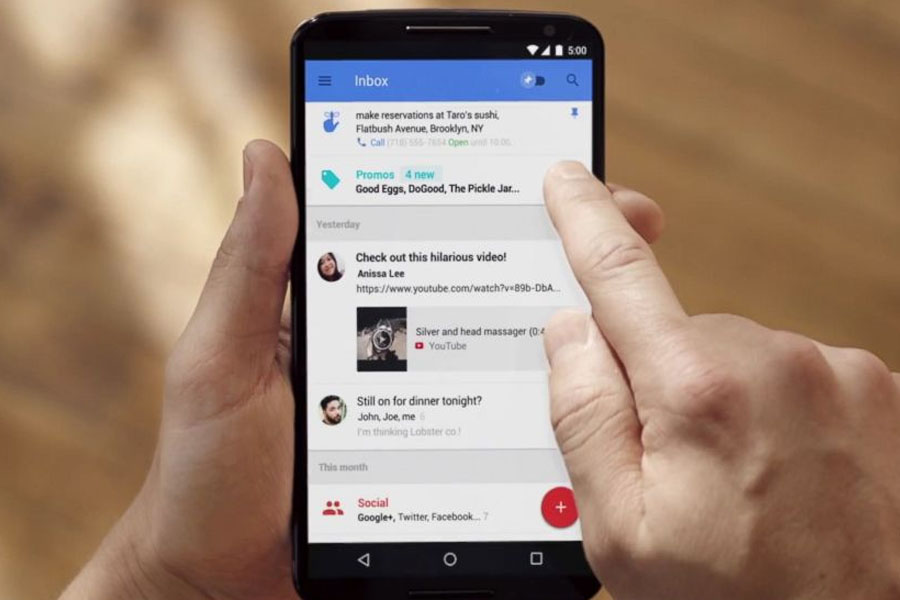 5:00
Inbox
make reservations at Taro's sushi,
Flatbush Avenue, Brooklyn, NY
Call (718) 555-7654 Open until 10:00
Promos 4 new
Good Eggs, DoGood, The Pickle Jar...
Yesterday
Check out this hilarious video!
Anissa Lee
https://www.youtube.com/watch?v=89b-DbA...
Silver and head massager (0:4
YouTube
Still on for dinner tonight?
John, Joe, me 6
I'm thinking Lobster co.!
This month
Social
Google+, Twitter, Facebook... 7